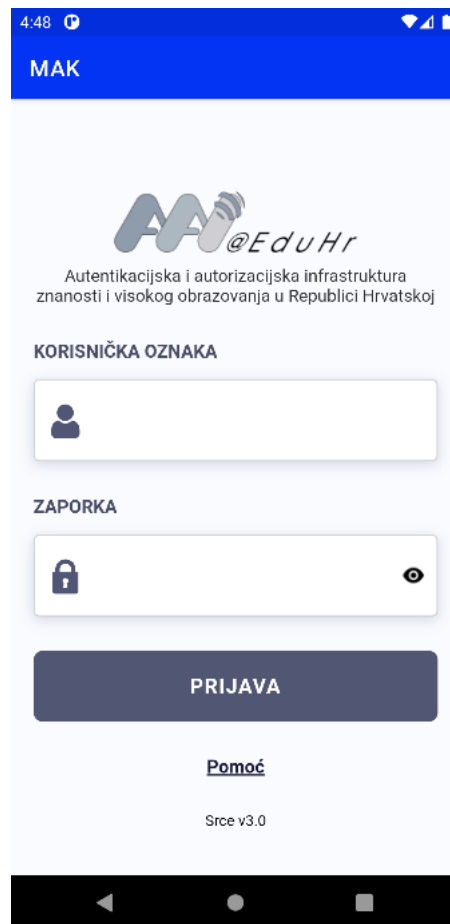 4:48
MAK
AAI@EduHr
Autentikacijska i autorizacijska infrastruktura
znanosti i visokog obrazovanja u Republici Hrvatskoj
KORISNIČKA OZNAKA
ZAPORKA
PRIJAVA
Pomoć
Srce v3.0